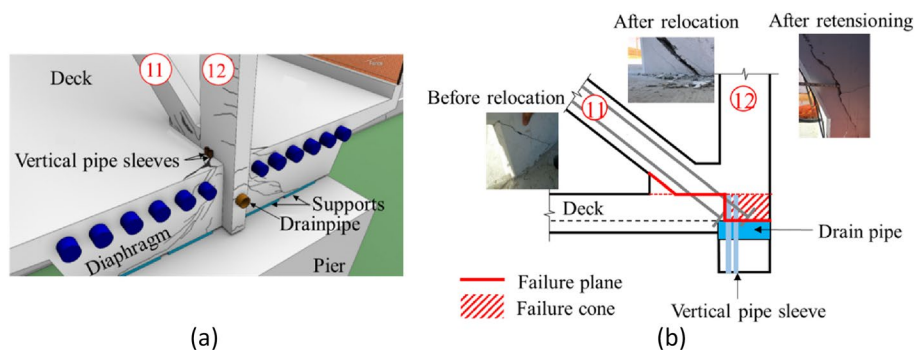 Deck
11
12
Vertical pipe sleeves
Supports
Drainpipe
Diaphragm
Pier
(a)
After relocation
After retensioning
Before relocation
11
12
Deck
Drain pipe
Failure plane
Failure cone
Vertical pipe sleeve
(b)